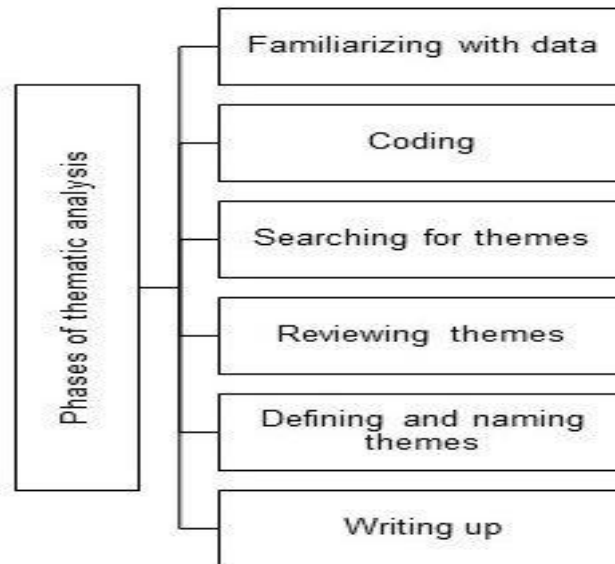 Phases of thematic analysis
Familiarizing with data
Coding
Searching for themes
Reviewing themes
Defining and naming
themes
Writing up